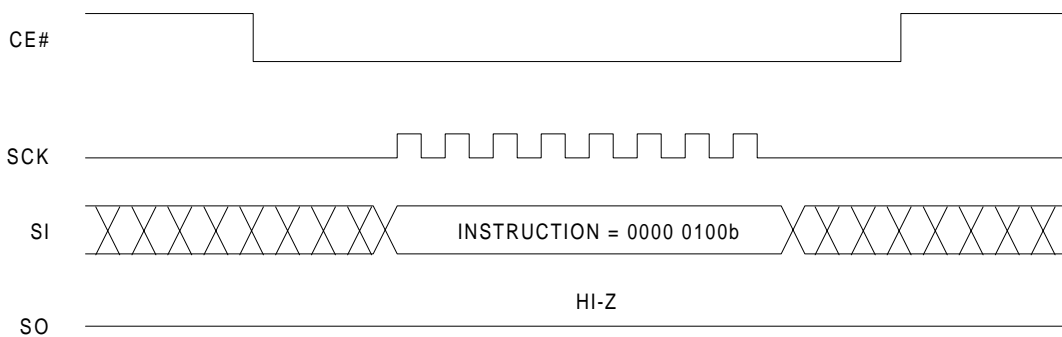 CE#
SCK
SI
INSTRUCTION = 0000 0100b
HI-Z
SO